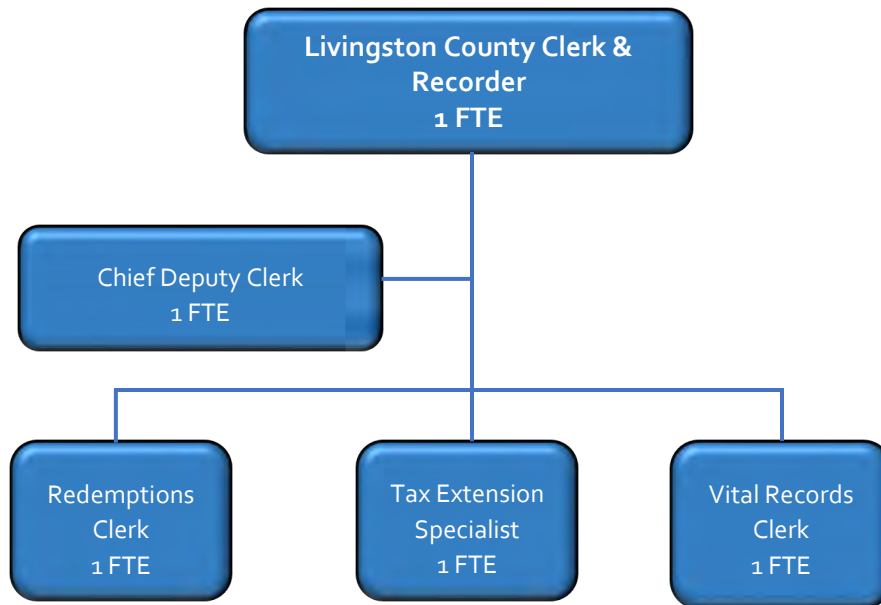 Livingston County Clerk &
Recorder
1 FTE
Chief Deputy Clerk
1 FTE
Redemptions
Clerk
1 FTE
Tax Extension
Specialist
1 FTE
Vital Records
Clerk
1 FTE